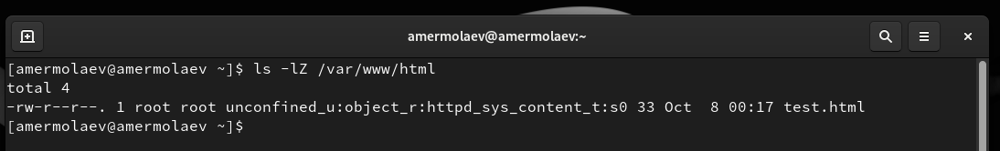 amermolaev@amermolaev:~
[amermolaev@amermolaev ~]$ ls -lZ /var/www/html
total 4
-rw-r--r--. 1 root root unconfined_u:object_r:httpd_sys_content_t:s0 33 Oct  8 00:17 test.html
[amermolaev@amermolaev ~]$